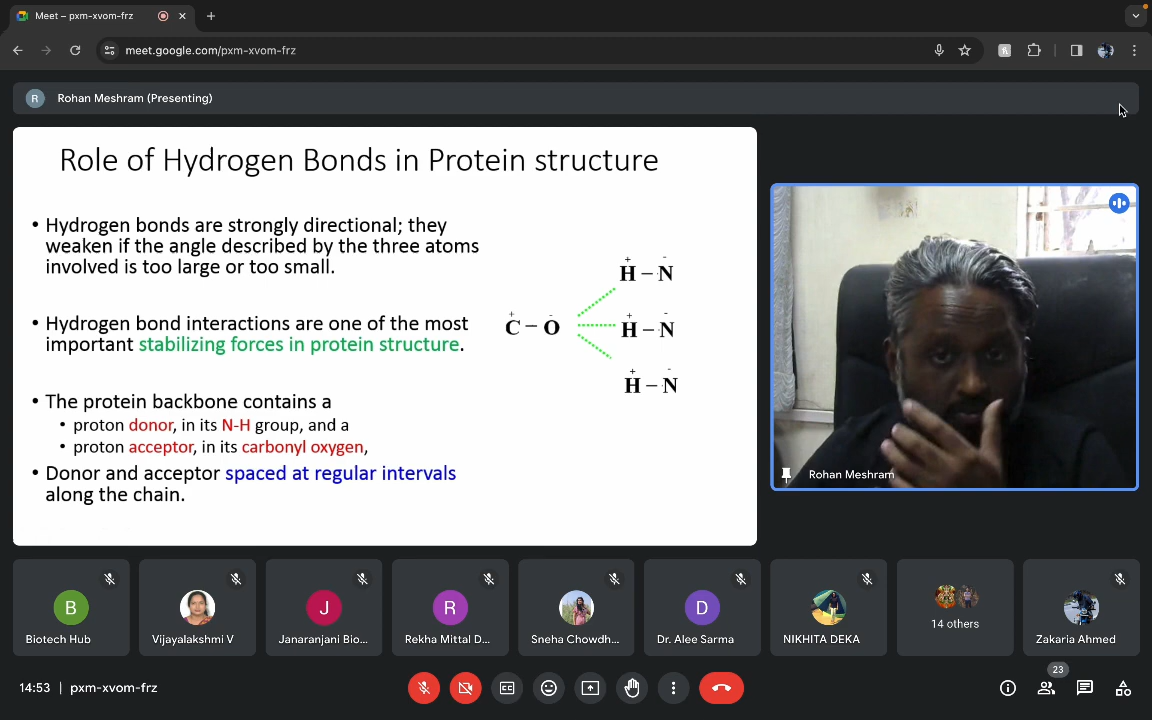 Meet – pxm-xvom-frz
meet.google.com/pxm-xvom-frz
R
Rohan Meshram (Presenting)
Role of Hydrogen Bonds in Protein structure
• Hydrogen bonds are strongly directional; they
weaken if the angle described by the three atoms
involved is too large or too small.
• Hydrogen bond interactions are one of the most
important stabilizing forces in protein structure.
• The protein backbone contains a
• proton donor, in its N-H group, and a
• proton acceptor, in its carbonyl oxygen,
• Donor and acceptor spaced at regular intervals
along the chain.
+ -
H – N
+ -
C – O
+ -
H – N
+ -
H – N
Rohan Meshram
B
Biotech Hub
Vijayalakshmi V
J
Janaranjani Bio...
R
Rekha Mittal D...
Sneha Chowdh...
D
Dr. Alee Sarma
NIKHITA DEKA
14 others
Zakaria Ahmed
14:53 | pxm-xvom-frz
CC
23